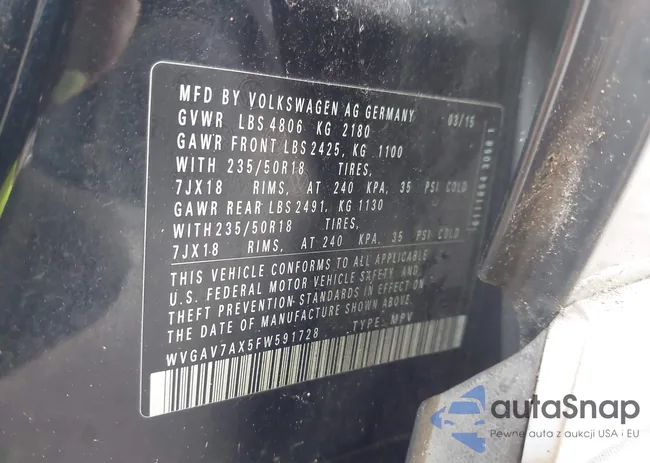 MFD BY VOLKSWAGEN AG GERMANY 03/15
GVWR LBS 4806 KG 2180
GAWR FRONT LBS 2425, KG 1100
WITH 235/50R18 TIRES,
7JX18 RIMS, AT 240 KPA, 35 PSI COLD
GAWR REAR LBS 2491, KG 1130
WITH235/50R18 TIRES,
7JX18 RIMS, AT 240 KPA, 35 PSI COLD
THIS VEHICLE CONFORMS TO ALL APPLICABLE
U.S. FEDERAL MOTOR VEHICLE SAFETY AND
THEFT PREVENTION STANDARDS IN EFFECT ON
THE DATE OF MANUFACTURE SHOWN ABOVE.
WVGAV7AX5FW591728 TYPE: MPV
autoSnap
Pewne auta z aukcji USA i EU